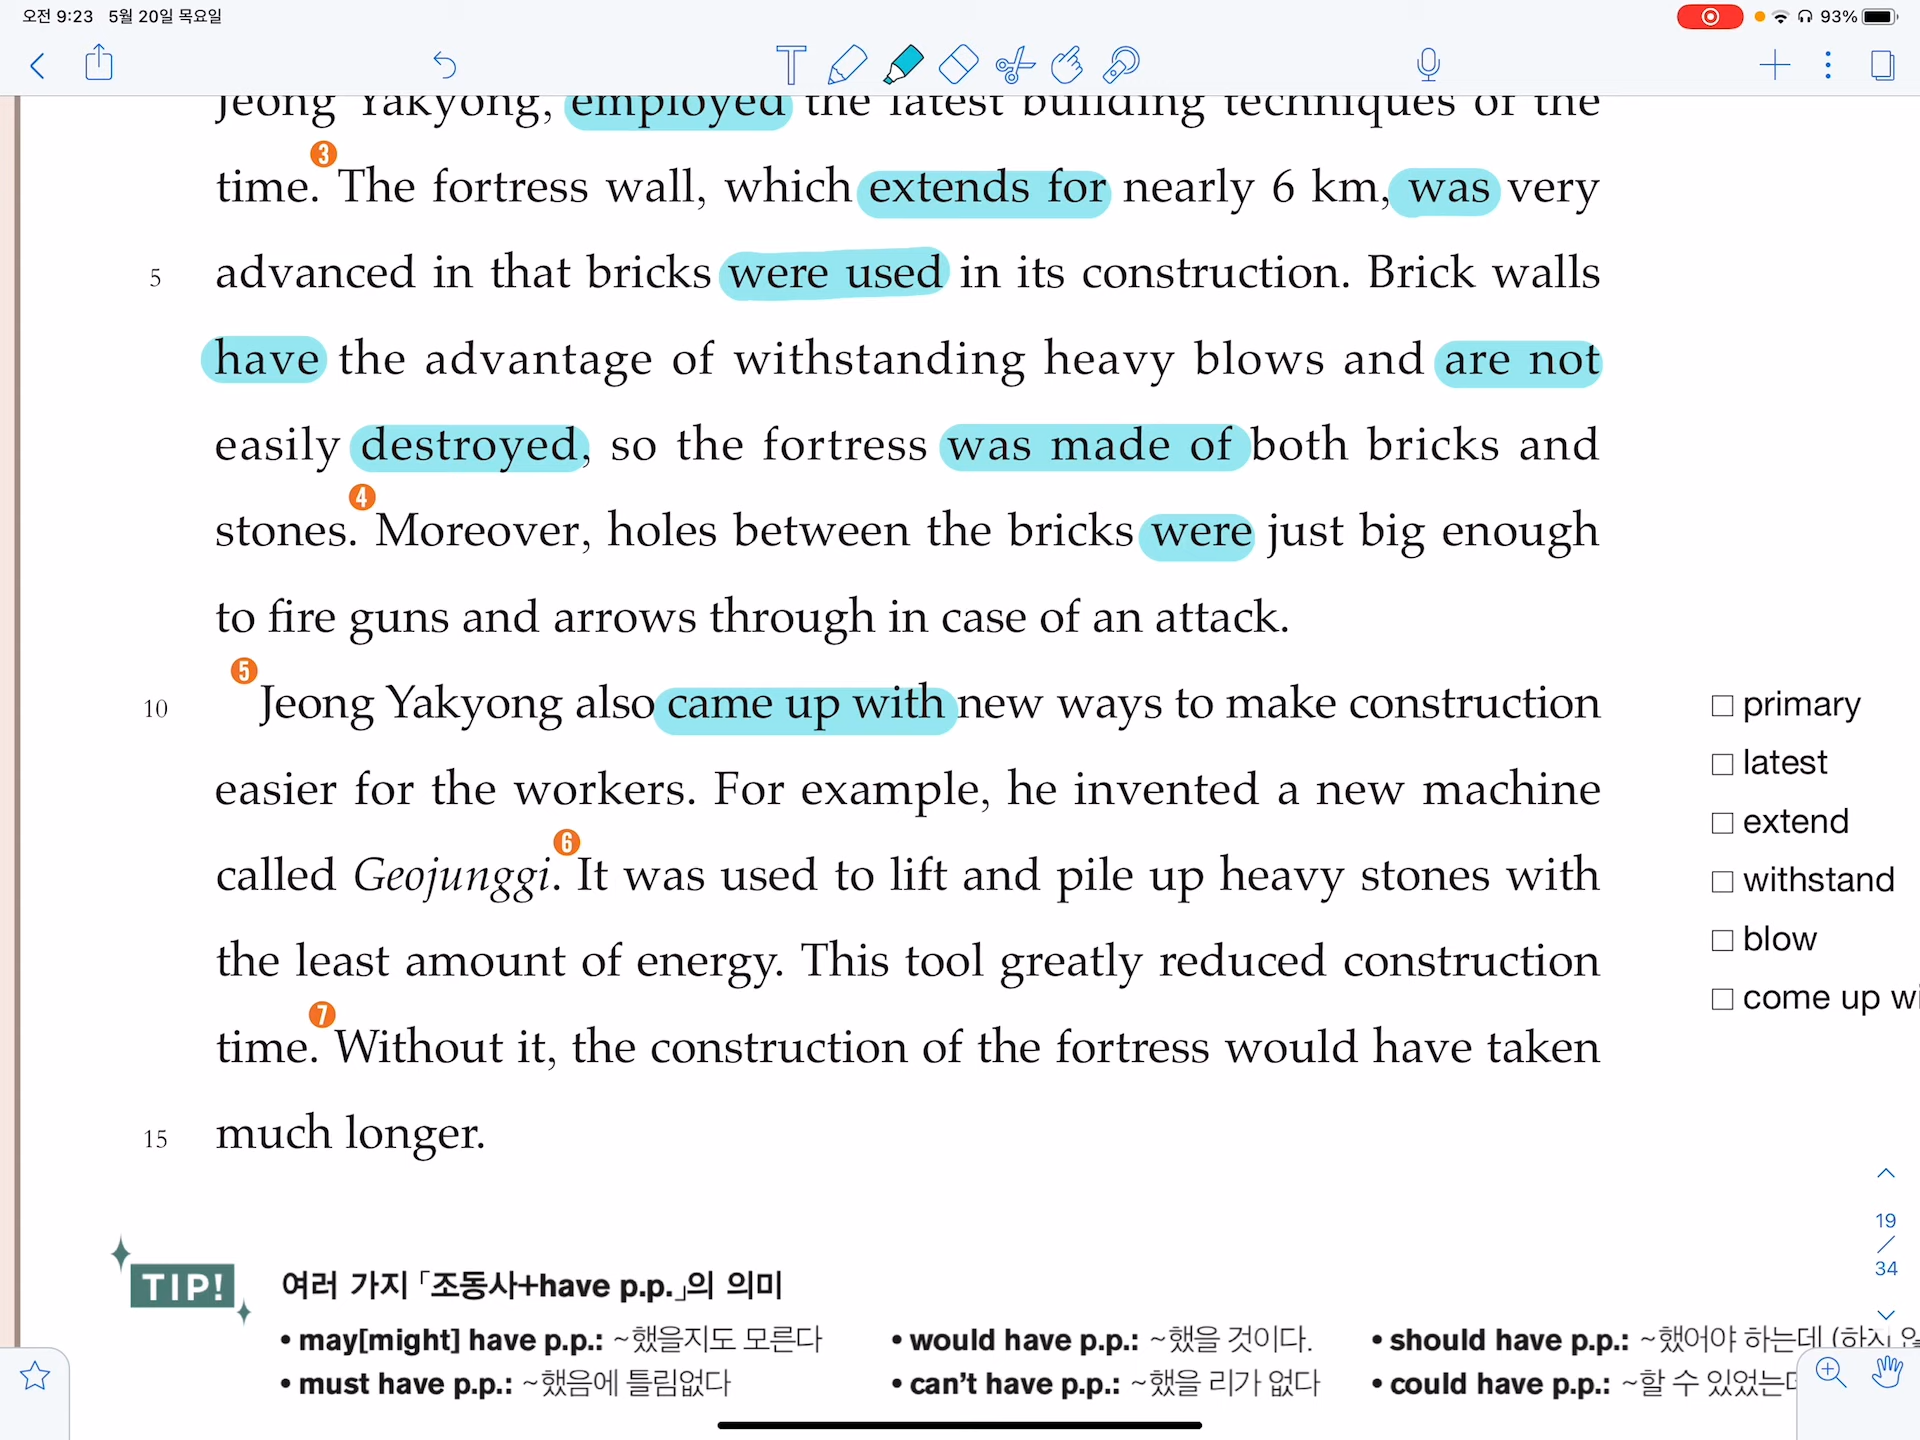 오전 9:23 5월 20일 목요일
93%
Jeong Yakyong, employed the latest building techniques of the
③
time. The fortress wall, which extends for nearly 6 km, was very
5 advanced in that bricks were used in its construction. Brick walls
have the advantage of withstanding heavy blows and are not
easily destroyed, so the fortress was made of both bricks and
④
stones. Moreover, holes between the bricks were just big enough
to fire guns and arrows through in case of an attack.
⑤
10 Jeong Yakyong also came up with new ways to make construction
easier for the workers. For example, he invented a new machine
⑥
called Geojunggi. It was used to lift and pile up heavy stones with
the least amount of energy. This tool greatly reduced construction
⑦
time. Without it, the construction of the fortress would have taken
15 much longer.
□ primary
□ latest
□ extend
□ withstand
□ blow
□ come up
19
/
34
TIP! 여러 가지 「조동사+have p.p.」의 의미
• may[might] have p.p.: ~했을지도 모른다 • would have p.p.: ~했을 것이다. • should have p.p.: ~했어야 하는데
• must have p.p.: ~했음에 틀림없다 • can't have p.p.: ~했을 리가 없다 • could have p.p.: ~할 수